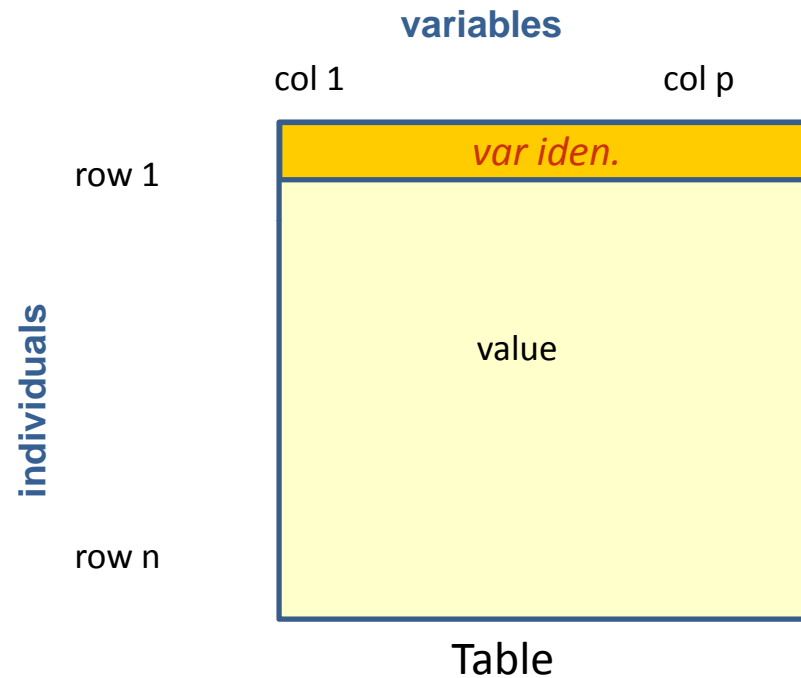 variables
col 1 col p
var iden.
row 1
individuals
value
row n
Table